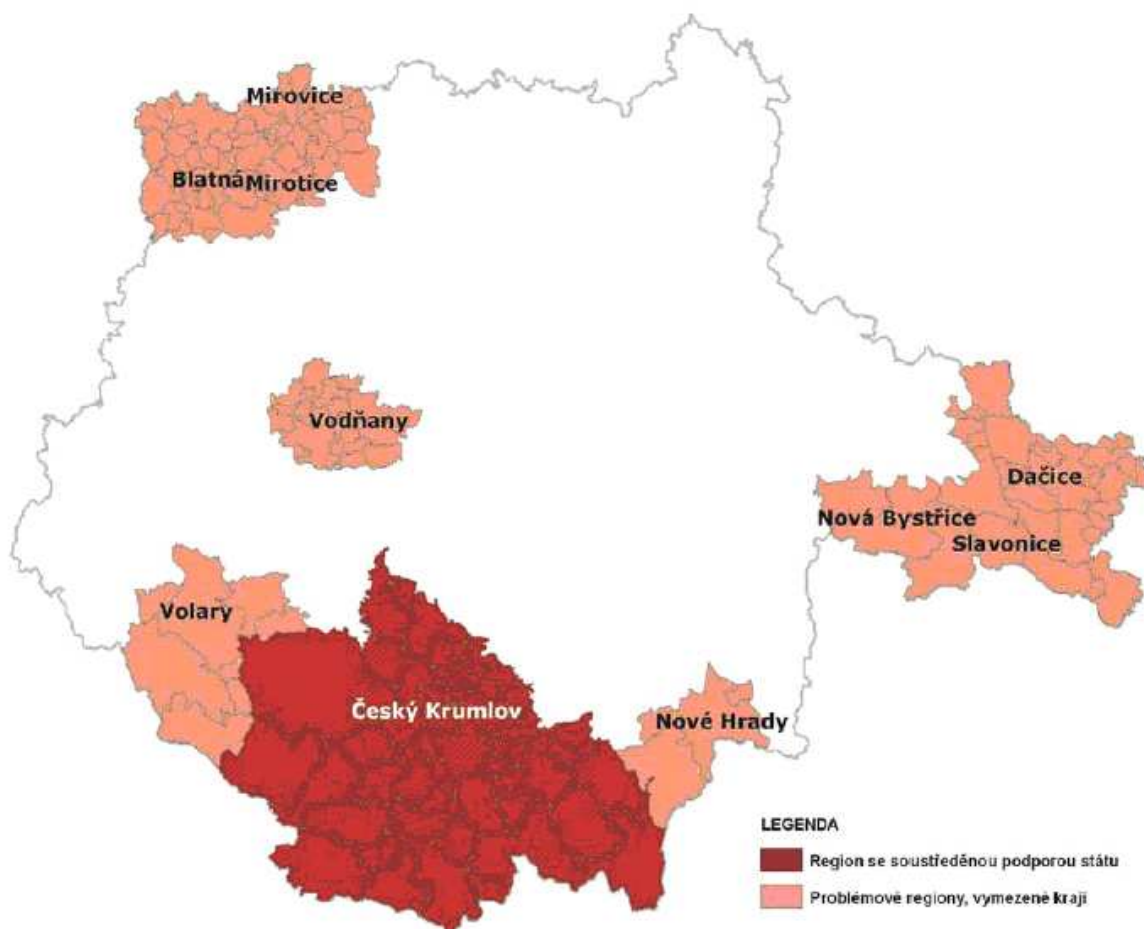 Mirovice
Blatná Mirotice
Vodňany
Dačice
Nová Bystřice
Slavonice
Volary
Český Krumlov
Nové Hrady
LEGENDA
Region se soustředěnou podporou státu
Problémové regiony, vymezené krají